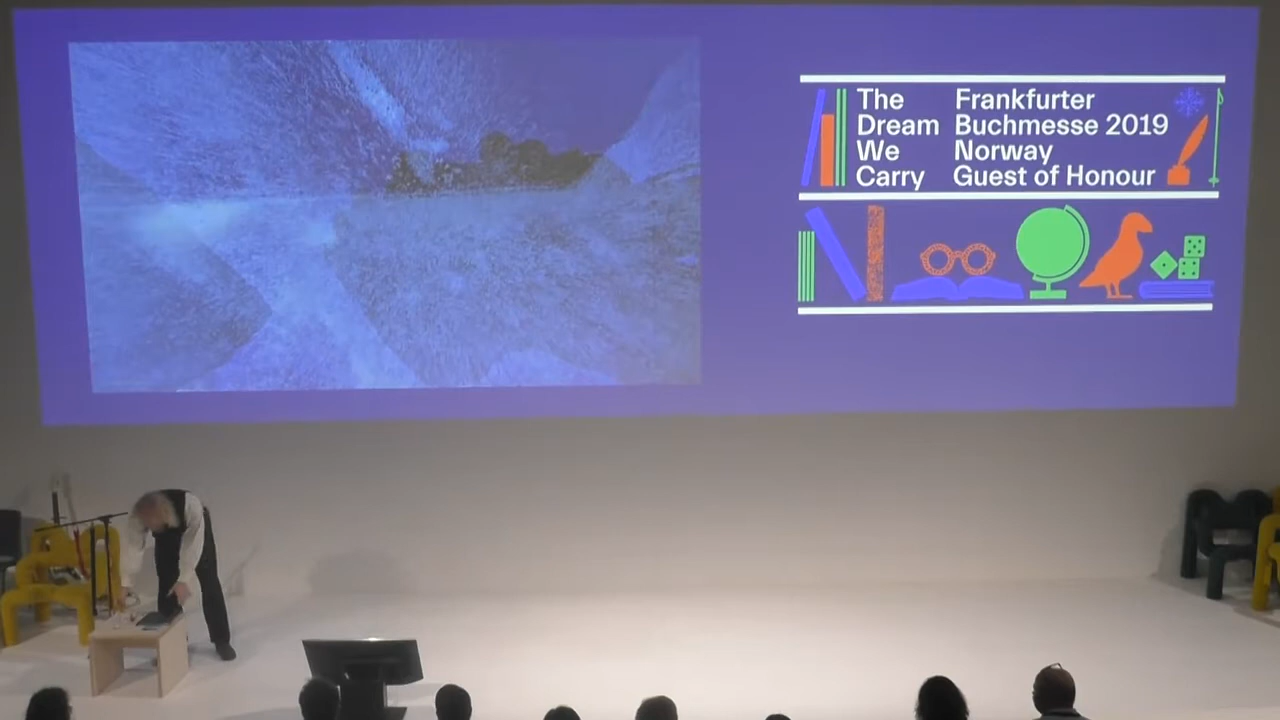 The
Dream
We
Carry
Frankfurter
Buchmesse 2019
Norway
Guest of Honour